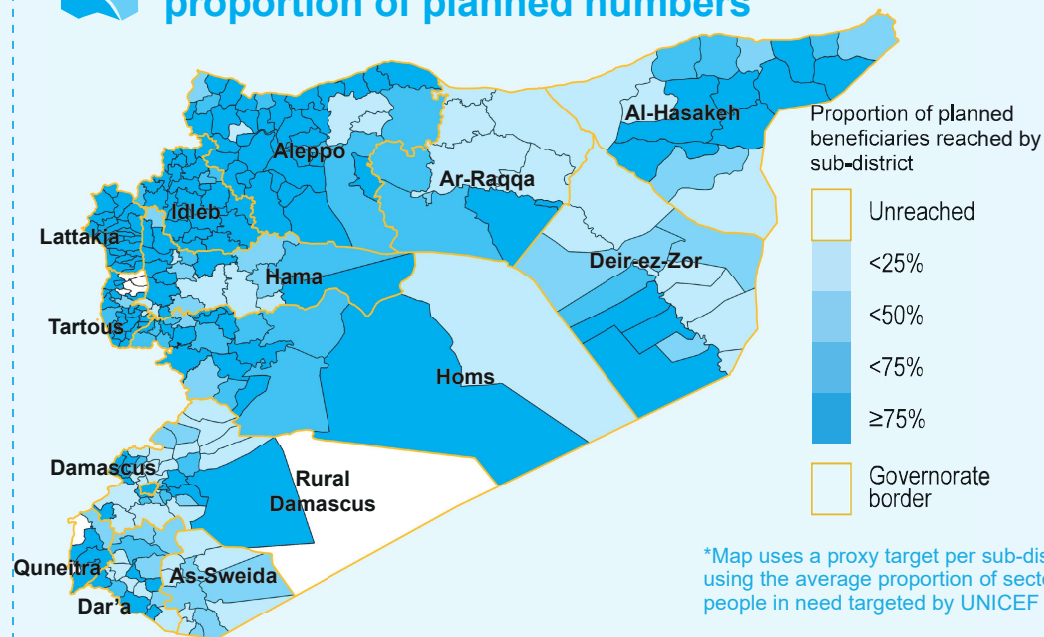 proportion of planned numbers
Al-Hasakeh
Aleppo
Ar-Raqqa
Idleb
Lattakia
Hama
Deir-ez-Zor
Tartous
Homs
Damascus
Rural
Damascus
Quneitra
As-Sweida
Dar'a
Proportion of planned
beneficiaries reached by
sub-district
Unreached
<25%
<50%
<75%
≥75%
Governorate
border
*Map uses a proxy target per sub-dis
using the average proportion of secto
people in need targeted by UNICEF